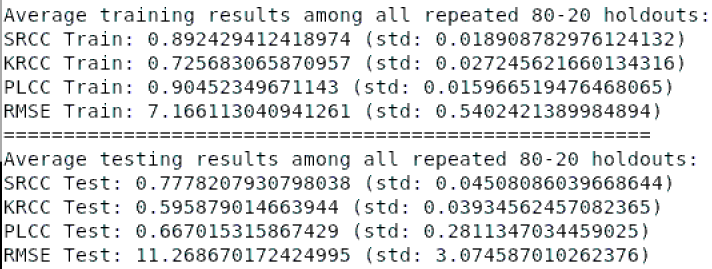 Average training results among all repeated 80-20 holdouts:
SRCC Train: 0.892429412418974 (std: 0.018908782976124132)
KRCC Train: 0.725683065870957 (std: 0.027245621660134316)
PLCC Train: 0.90452349671143 (std: 0.015966519476468065)
RMSE Train: 7.166113040941261 (std: 0.5402421389984894)
======================================================
Average testing results among all repeated 80-20 holdouts:
SRCC Test: 0.7778207930798038 (std: 0.04508086039668644)
KRCC Test: 0.595879014663944 (std: 0.03934562457082365)
PLCC Test: 0.667015315867429 (std: 0.2811347034459025)
RMSE Test: 11.268670172424995 (std: 3.074587010262376)